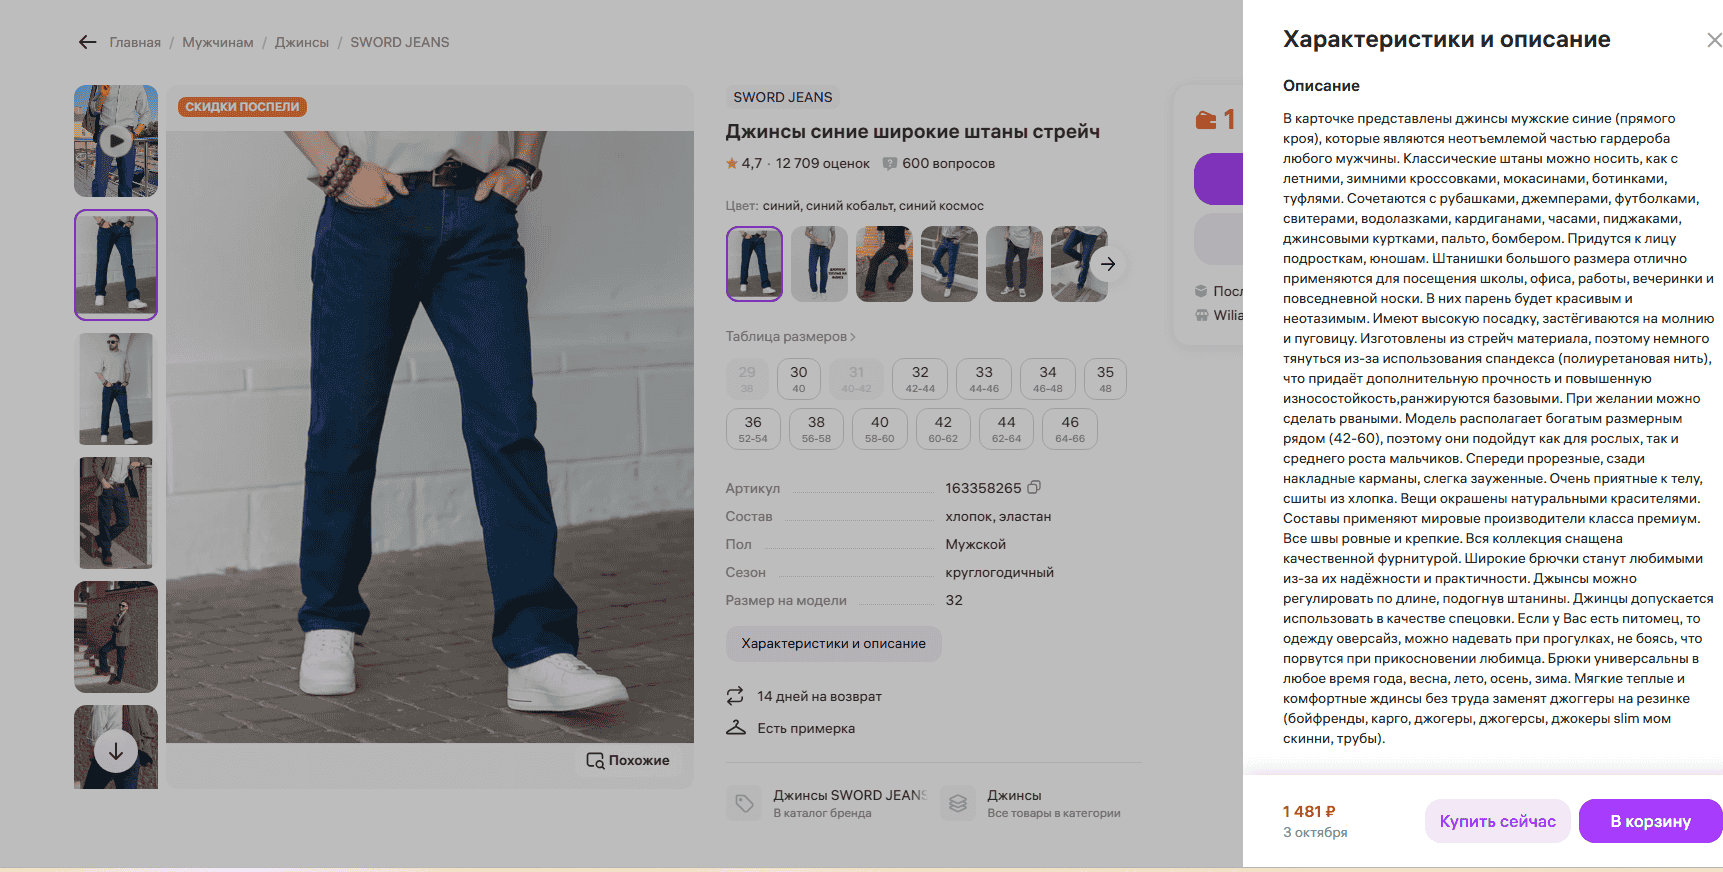 Главная / Мужчинам / Джинсы / SWORD JEANS
СКИДКИ ПОСПЕЛИ
Похожие
SWORD JEANS
Джинсы синие широкие штаны стрейч
4,7 · 12 709 оценок 600 вопросов
Цвет: синий, синий кобальт, синий космос
Таблица размеров
29 30 31 32 33 34 35
38 40 40-42 42-44 44-46 46-48 48
36 38 40 42 44 46
52-54 56-58 58-60 60-62 62-64 64-66
Артикул 163358265
Состав хлопок, эластан
Пол Мужской
Сезон круглогодичный
Размер на модели 32
Характеристики и описание
14 дней на возврат
Есть примерка
Джинсы SWORD JEANS
В каталог бренда
Джинсы
Все товары в категории
1
Посл
Wilia
Характеристики и описание
Описание
В карточке представлены джинсы мужские синие (прямого
кроя), которые являются неотъемлемой частью гардероба
любого мужчины. Классические штаны можно носить, как с
летними, зимними кроссовками, мокасинами, ботинками,
туфлями. Сочетаются с рубашками, джемперами, футболками,
свитерами, водолазками, кардиганами, часами, пиджаками,
джинсовыми куртками, пальто, бомбером. Придутся к лицу
подросткам, юношам. Штанишки большого размера отлично
применяются для посещения школы, офиса, работы, вечеринки и
повседневной носки. В них парень будет красивым и
неотазимым. Имеют высокую посадку, застёгиваются на молнию
и пуговицу. Изготовлены из стрейч материала, поэтому немного
тянуться из-за использования спандекса (полиуретановая нить),
что придаёт дополнительную прочность и повышенную
износостойкость,ранжируются базовыми. При желании можно
сделать рваными. Модель располагает богатым размерным
рядом (42-60), поэтому они подойдут как для рослых, так и
среднего роста мальчиков. Спереди прорезные, сзади
накладные карманы, слегка зауженные. Очень приятные к телу,
сшиты из хлопка. Вещи окрашены натуральными красителями.
Составы применяют мировые производители класса премиум.
Все швы ровные и крепкие. Вся коллекция снащена
качественной фурнитурой. Широкие брючки станут любимыми
из-за их надёжности и практичности. Джынсы можно
регулировать по длине, подогнув штанины. Джинцы допускается
использовать в качестве спецовки. Если у Вас есть питомец, то
одежду оверсайз, можно надевать при прогулках, не боясь, что
порвутся при прикосновении любимца. Брюки универсальны в
любое время года, весна, лето, осень, зима. Мягкие теплые и
комфортные ждинсы без труда заменят джоггеры на резинке
(бойфренды, карго, джогеры, джогерсы, джокеры slim мом
скинни, трубы).
1 481 ₽
3 октября
Купить сейчас
В корзину